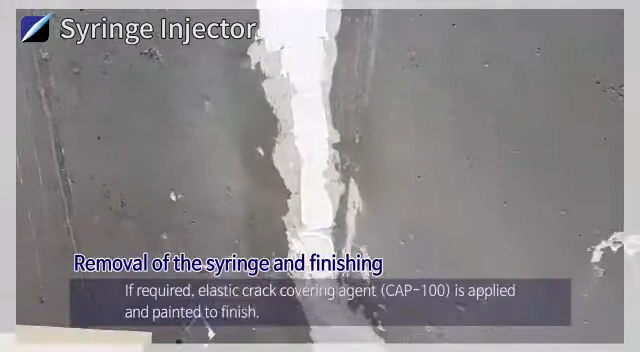 Syringe Injector
Removal of the syringe and finishing
If required, elastic crack covering agent (CAP-100) is applied
and painted to finish.